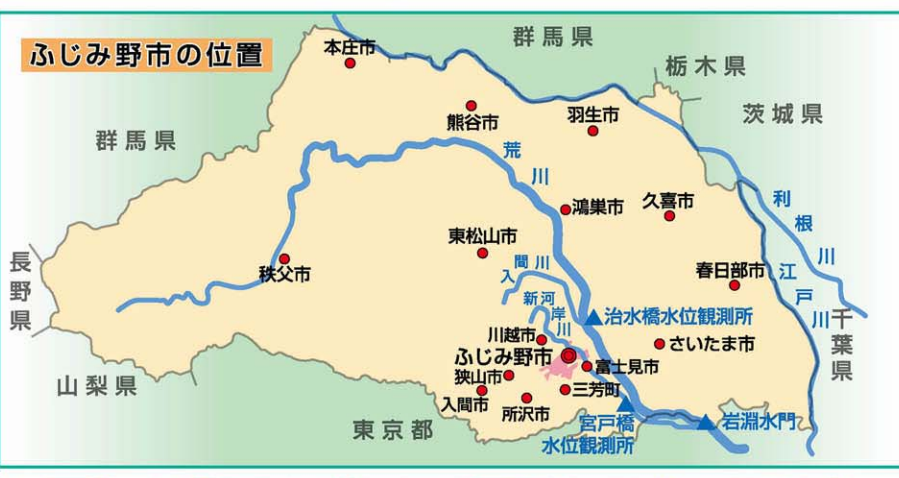 ふじみ野市の位置
群馬県
本庄市
栃木県
茨城県
群馬県
熊谷市
羽生市
荒川
利根川
鴻巣市
久喜市
東松山市
長野県
秩父市
入間川
春日部市
江戸川
新河岸川
治水橋水位観測所
千葉県
川越市
さいたま市
ふじみ野市
富士見市
狭山市
山梨県
三芳町
入間市
所沢市
東京都
宮戸橋
水位観測所
岩淵水門